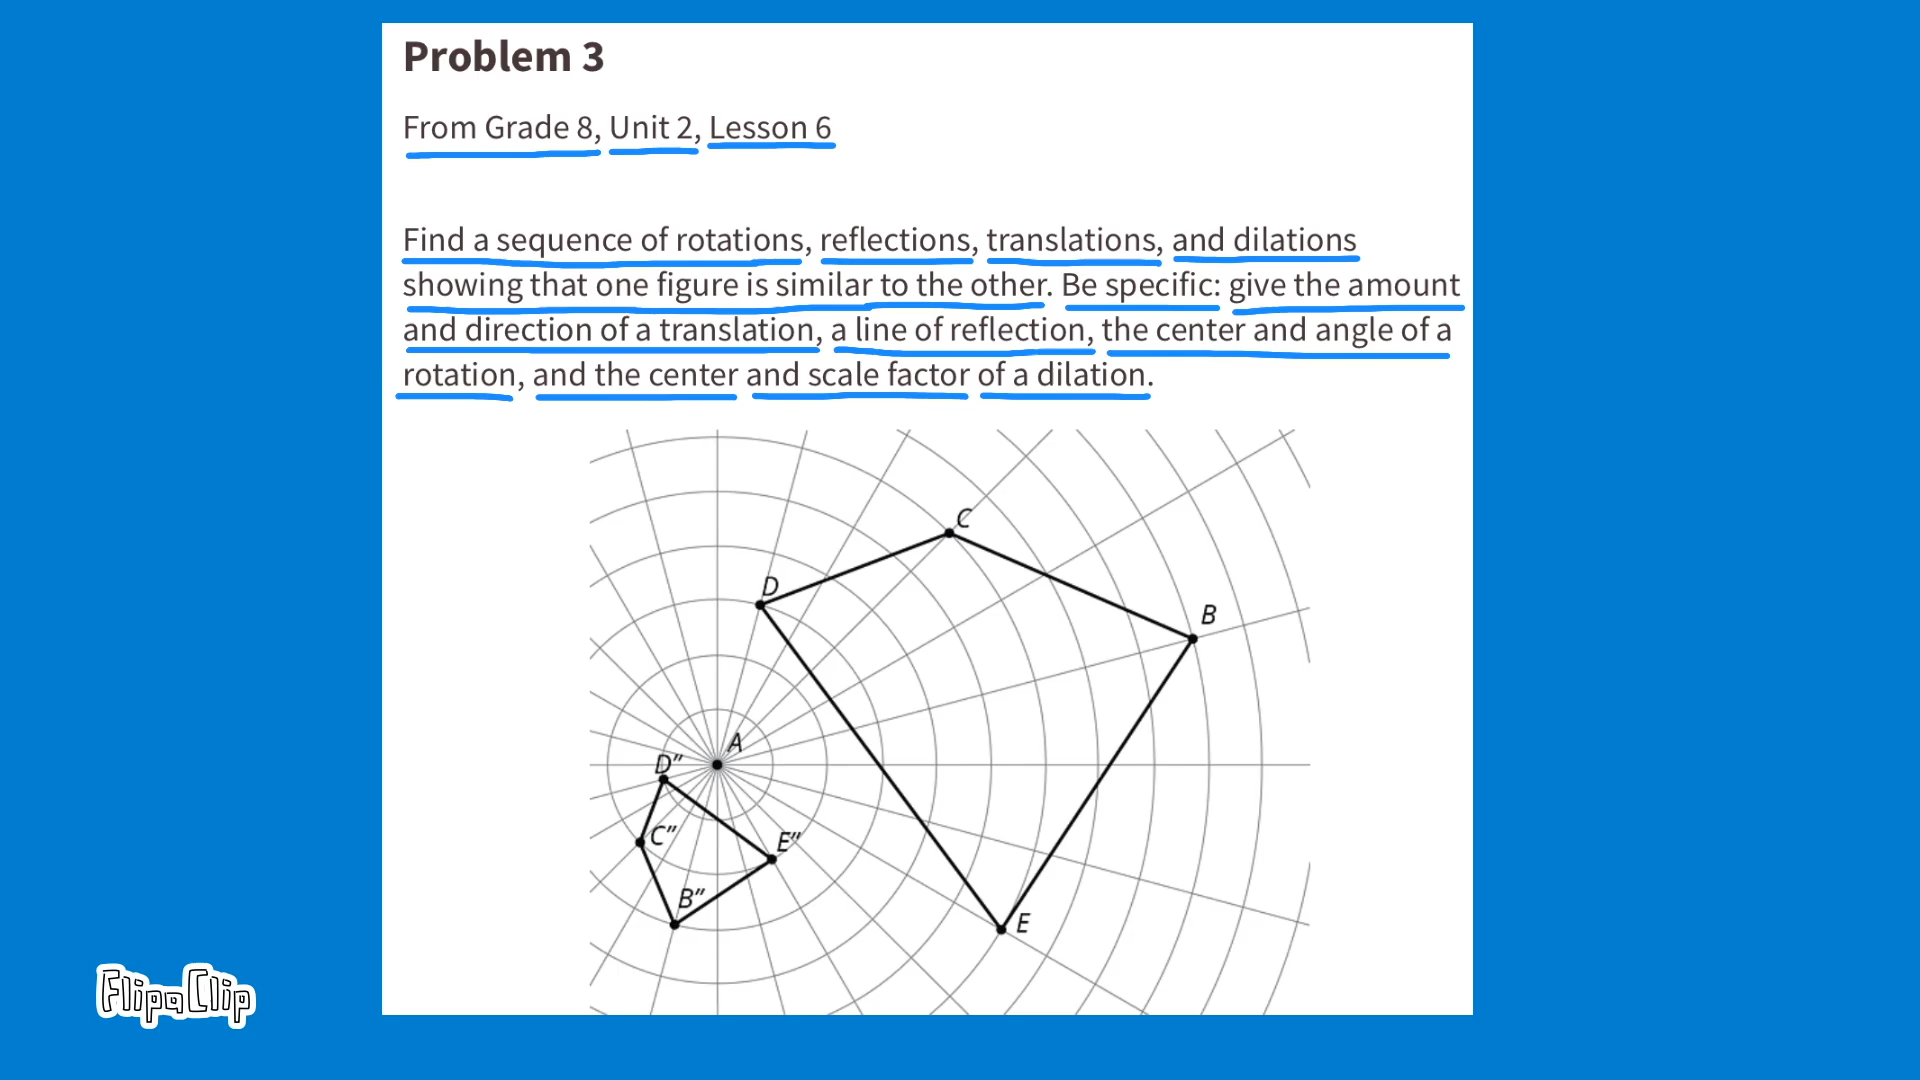 Problem 3
From Grade 8, Unit 2, Lesson 6
Find a sequence of rotations, reflections, translations, and dilations
showing that one figure is similar to the other. Be specific: give the amount
and direction of a translation, a line of reflection, the center and angle of a
rotation, and the center and scale factor of a dilation.
C
D
B
A
D″
C″
E″
B″
E
FlipaClip